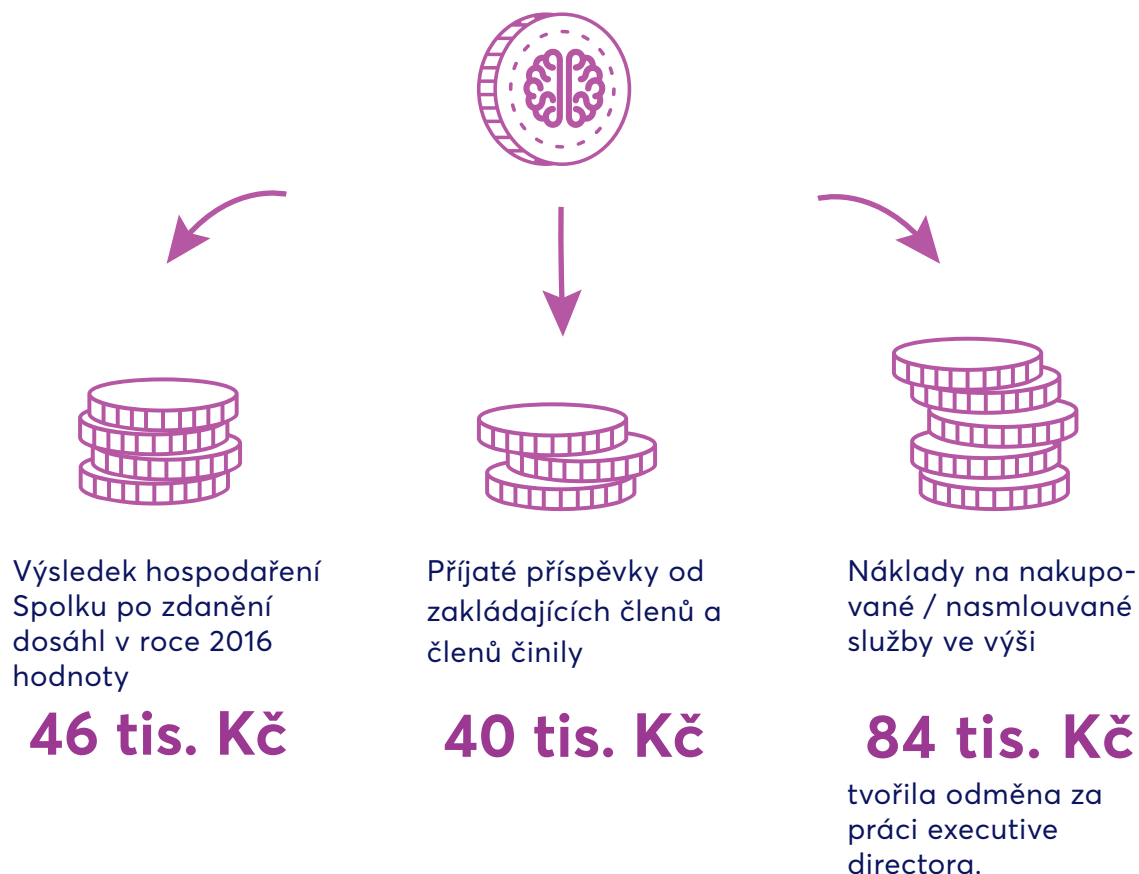 Výsledek hospodaření
Spolku po zdanění
dosáhl v roce 2016
hodnoty
46 tis. Kč
Příjaté příspěvky od
zakládajících členů a
členů činily
40 tis. Kč
Náklady na nakupo-
vané / nasmlouvané
služby ve výši
84 tis. Kč
tvořila odměna za
práci executive
directora.